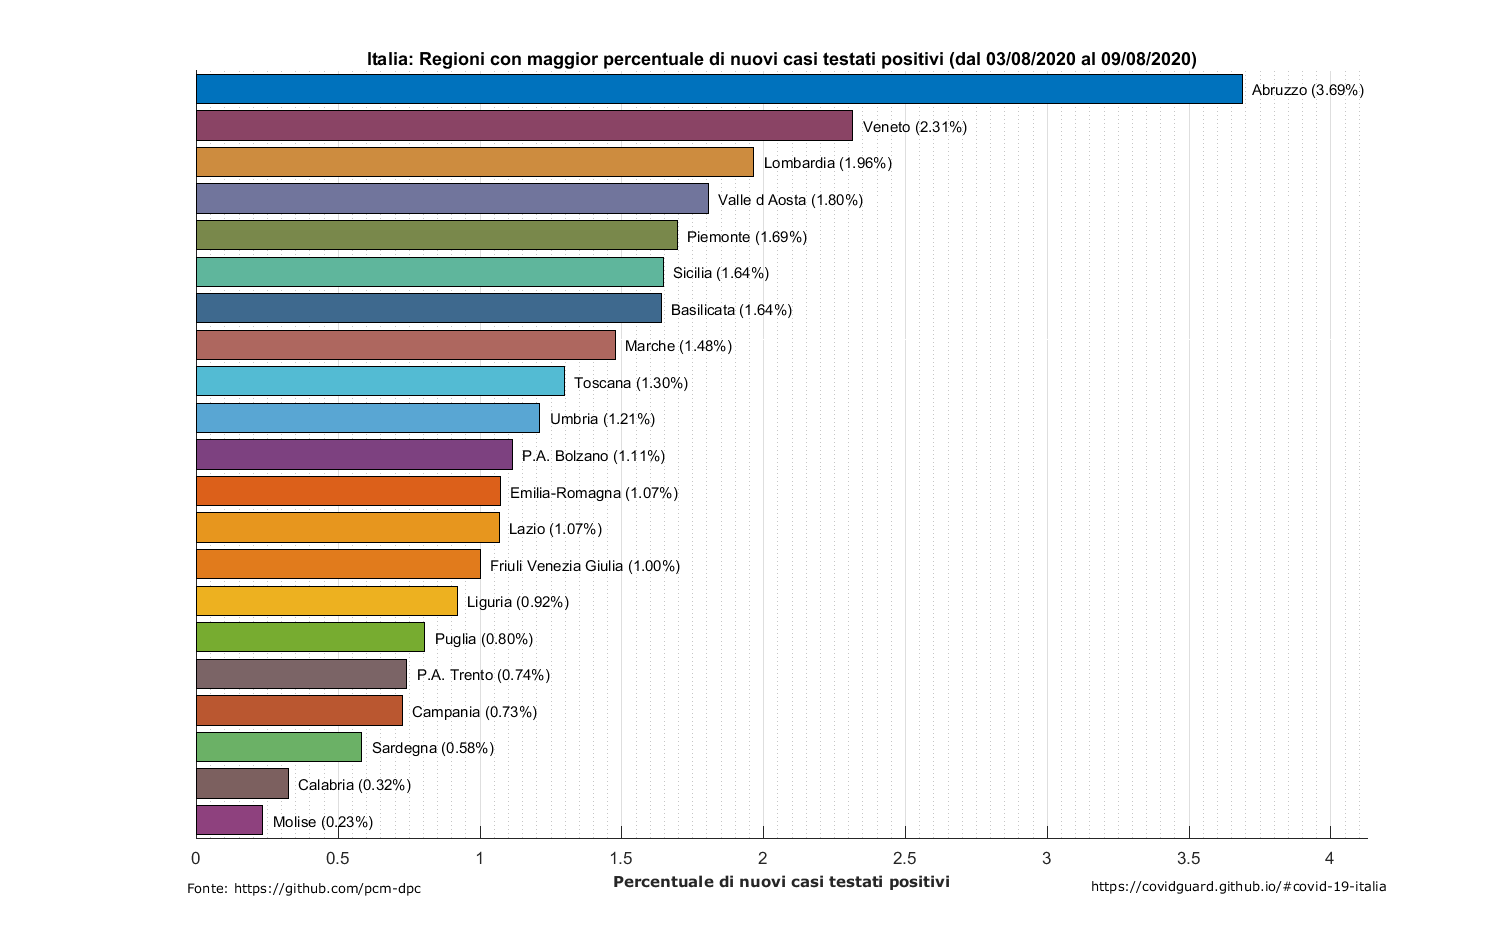 Italia: Regioni con maggior percentuale di nuovi casi testati positivi (dal 03/08/2020 al 09/08/2020)
Abruzzo (3.69%)
Veneto (2.31%)
Lombardia (1.96%)
Valle d Aosta (1.80%)
Piemonte (1.69%)
Sicilia (1.64%)
Basilicata (1.64%)
Marche (1.48%)
Toscana (1.30%)
Umbria (1.21%)
P.A. Bolzano (1.11%)
Emilia-Romagna (1.07%)
Lazio (1.07%)
Friuli Venezia Giulia (1.00%)
Liguria (0.92%)
Puglia (0.80%)
P.A. Trento (0.74%)
Campania (0.73%)
Sardegna (0.58%)
Calabria (0.32%)
Molise (0.23%)
0 0.5 1 1.5 2 2.5 3 3.5 4
Percentuale di nuovi casi testati positivi
Fonte: https://github.com/pcm-dpc
https://covidguard.github.io/#covid-19-italia